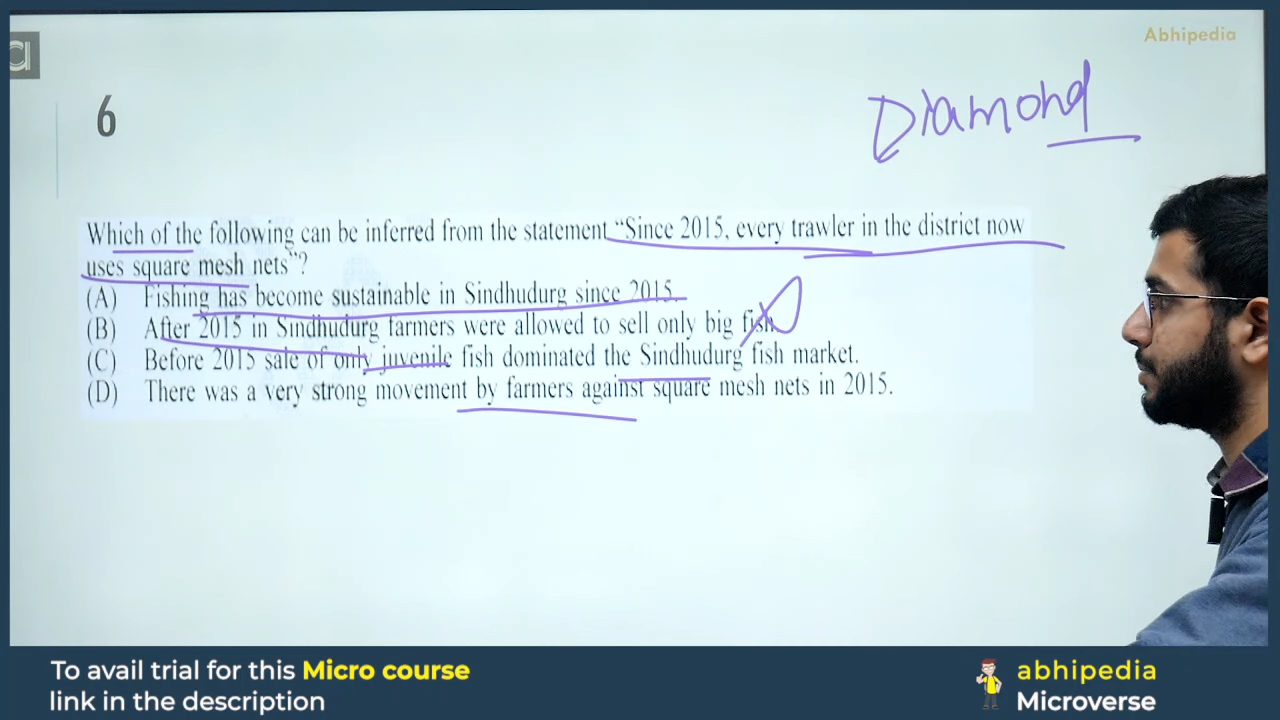 Abhipedia
a
6
Diamond
Which of the following can be inferred from the statement “Since 2015, every trawler in the district now
uses square mesh nets”?
(A) Fishing has become sustainable in Sindhudurg since 2015.
(B) After 2015 in Sindhudurg farmers were allowed to sell only big fish.
(C) Before 2015 sale of only juvenile fish dominated the Sindhudurg fish market.
(D) There was a very strong movement by farmers against square mesh nets in 2015.
To avail trial for this Micro course
link in the description
abhipedia
Microverse